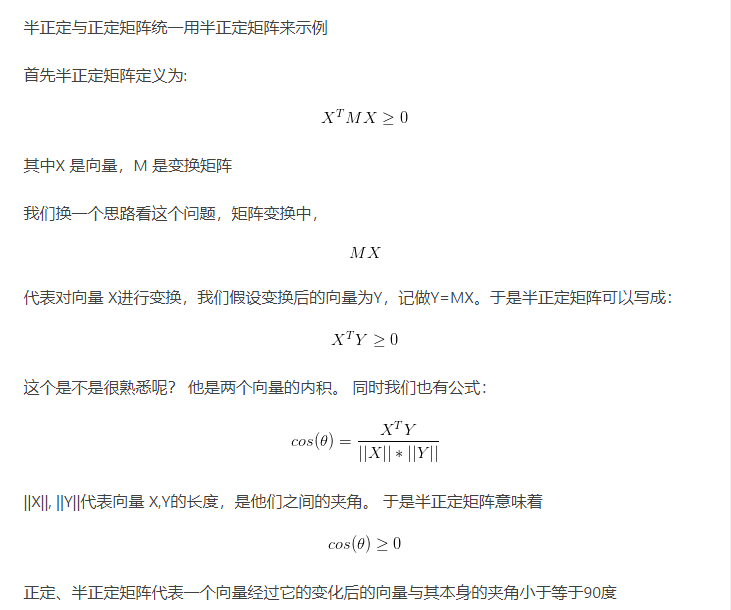 半正定与正定矩阵统一用半正定矩阵来示例
首先半正定矩阵定义为:
X^T M X ≥ 0
其中X 是向量，M 是变换矩阵
我们换一个思路看这个问题，矩阵变换中，
MX
代表对向量 X进行变换，我们假设变换后的向量为Y，记做Y=MX。于是半正定矩阵可以写成：
X^T Y ≥ 0
这个是不是很熟悉呢？ 他是两个向量的内积。 同时我们也有公式：
cos(θ) = X^T Y / ||X|| * ||Y||
||X||, ||Y||代表向量 X,Y的长度，是他们之间的夹角。 于是半正定矩阵意味着
cos(θ) ≥ 0
正定、半正定矩阵代表一个向量经过它的变化后的向量与其本身的夹角小于等于90度